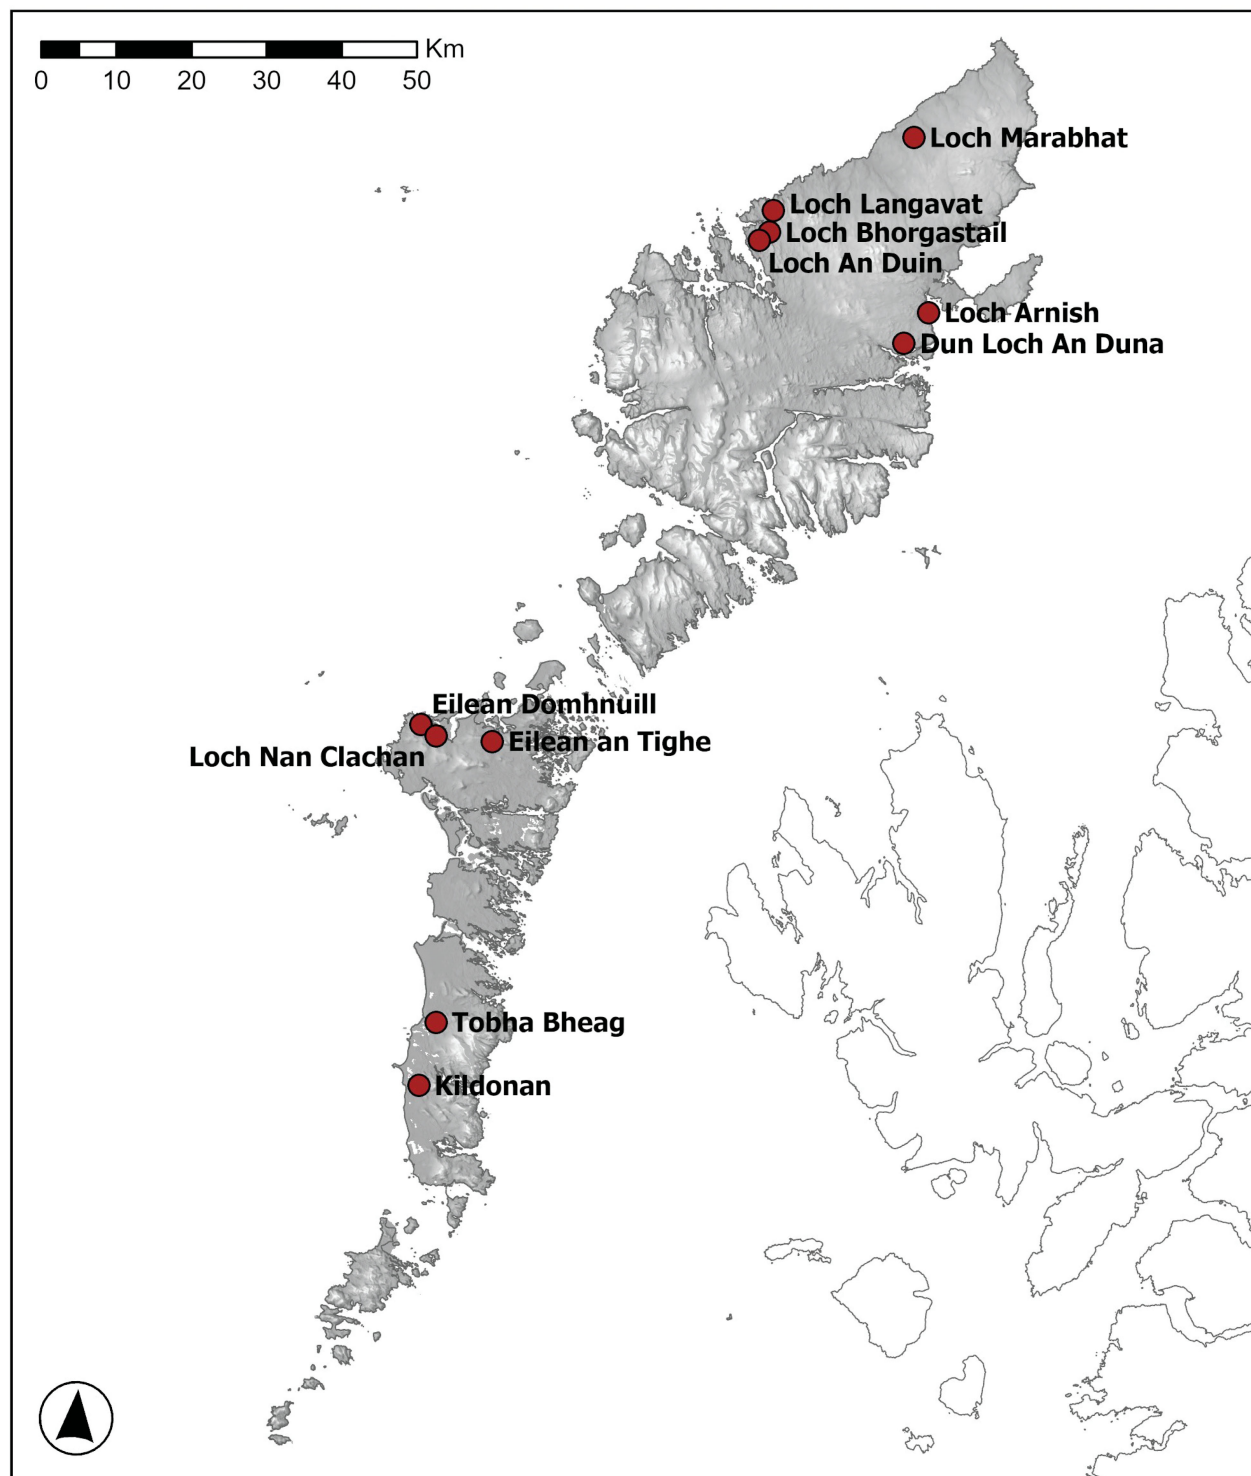 Km
0 10 20 30 40 50
Loch Marabhat
Loch Langavat
Loch Bhorgastail
Loch An Duin
Loch Arnish
Dun Loch An Duna
Eilean Domhnuill
Eilean an Tighe
Loch Nan Clachan
Tobha Bheag
Kildonan